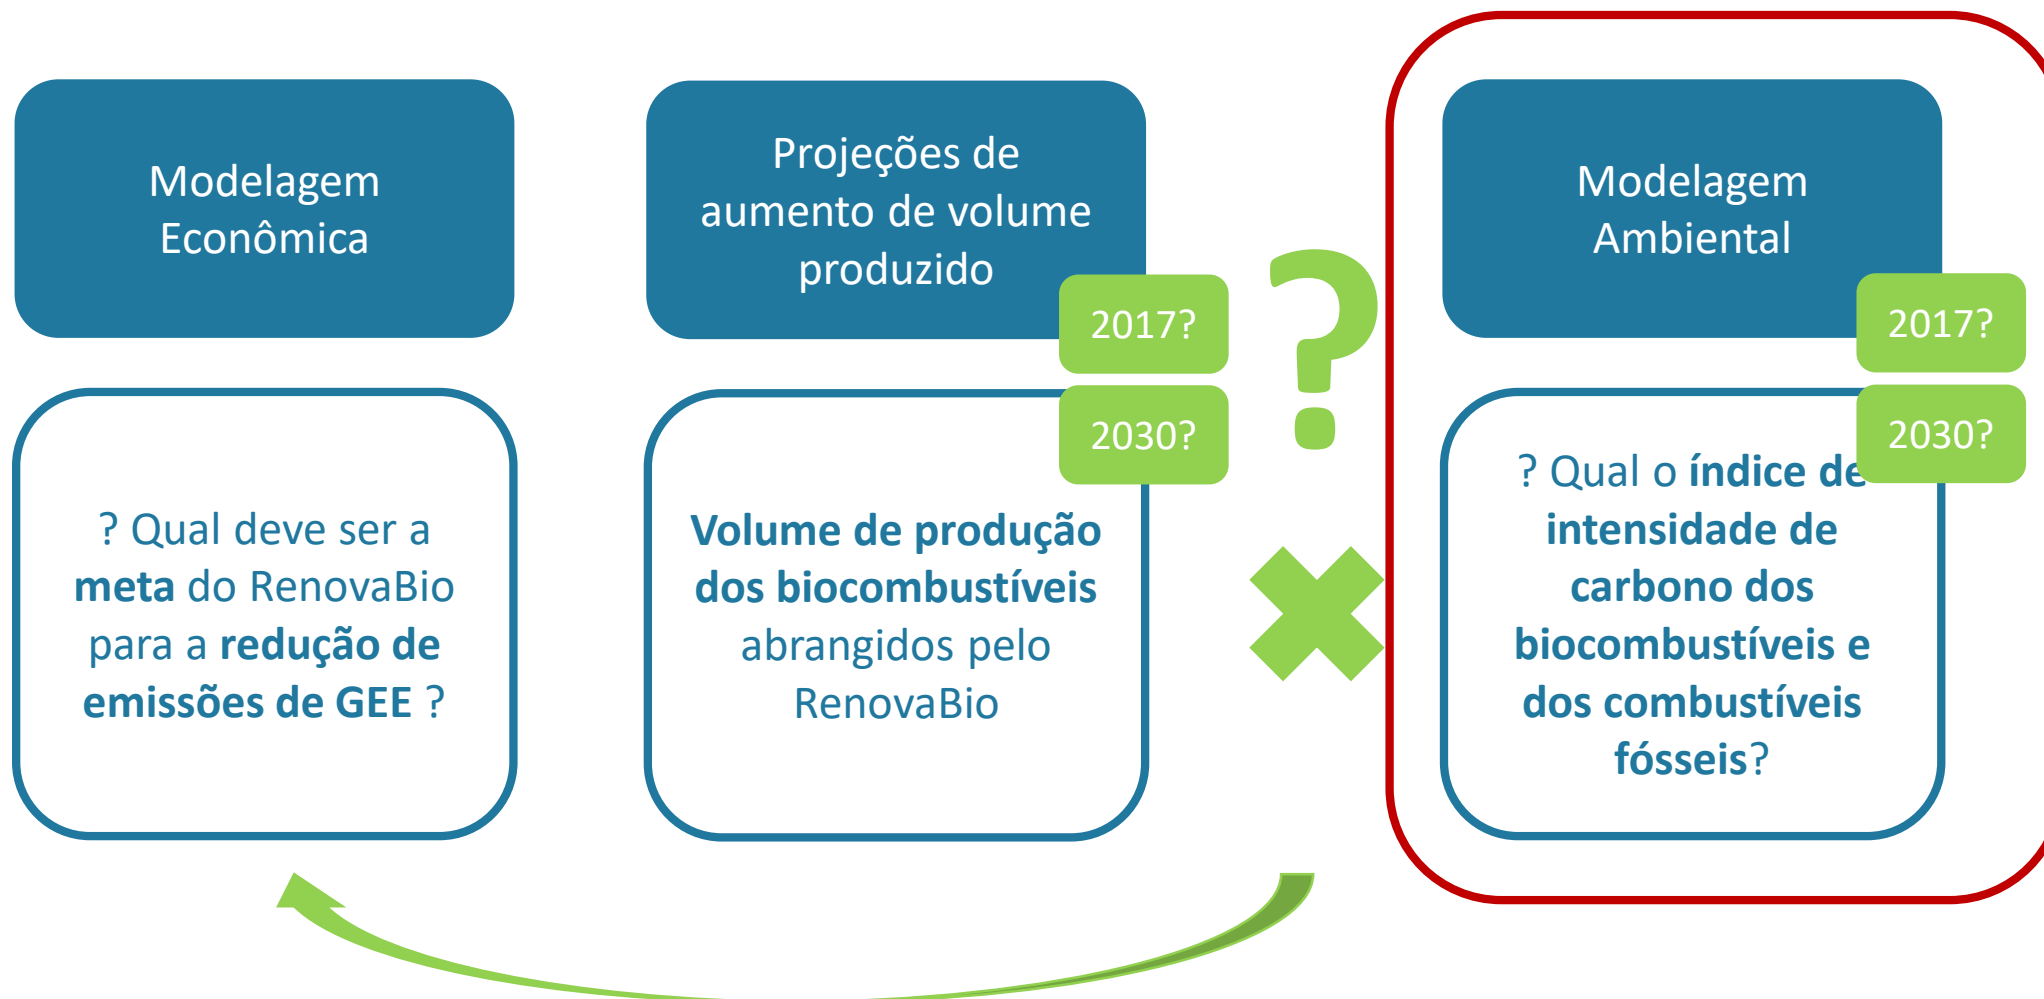 Modelagem
Econômica
? Qual deve ser a
meta do RenovaBio
para a redução de
emissões de GEE ?
Projeções de
aumento de volume
produzido
2017?
2030?
Volume de produção
dos biocombustíveis
abrangidos pelo
RenovaBio
?
Modelagem
Ambiental
2017?
2030?
? Qual o índice de
intensidade de
carbono dos
biocombustíveis e
dos combustíveis
fósseis?